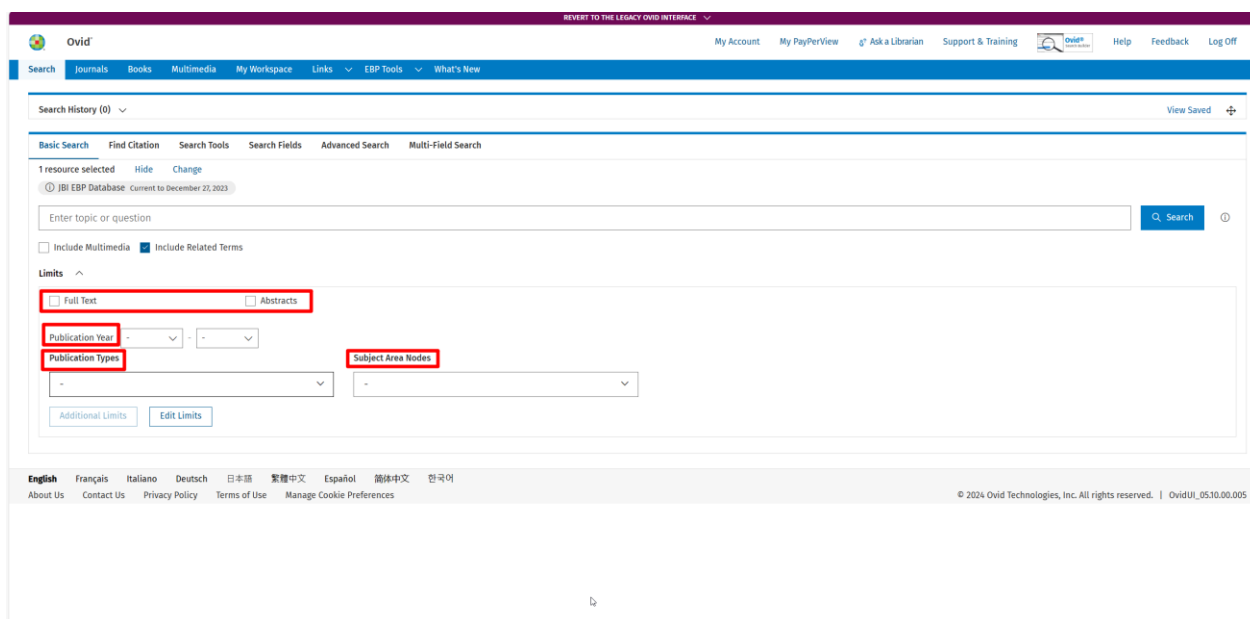 REVERT TO THE LEGACY OVID INTERFACE
Ovid
My Account My PayPerView Ask a Librarian Support & Training Ovid® Help Feedback Log Off
Search Journals Books Multimedia My Workspace Links EBP Tools What's New
Search History (0) View Saved
Basic Search Find Citation Search Tools Search Fields Advanced Search Multi-Field Search
1 resource selected Hide Change
JBI EBP Database Current to December 27, 2023
Enter topic or question Search
Include Multimedia Include Related Terms
Limits
Full Text Abstracts
Publication Year - - -
Publication Types Subject Area Nodes
- -
Additional Limits Edit Limits
English Français Italiano Deutsch 日本語 繁體中文 Español 简体中文 한국어
About Us Contact Us Privacy Policy Terms of Use Manage Cookie Preferences © 2024 Ovid Technologies, Inc. All rights reserved. | OvidUI_05.10.00.005